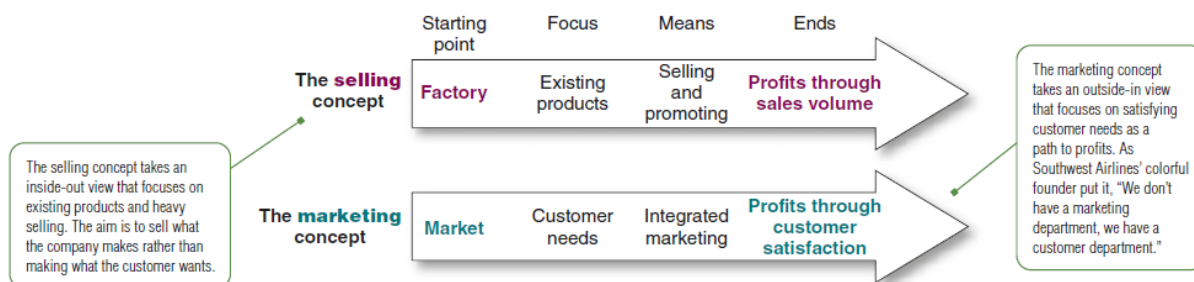 Starting
point
Focus
Means
Ends
The selling
concept
Factory
Existing
products
Selling
and
promoting
Profits through
sales volume
The marketing concept
takes an outside-in view
that focuses on satisfying
customer needs as a
path to profits. As
Southwest Airlines’ colorful
founder put it, “We don’t
have a marketing
department, we have a
customer department.”
The selling concept takes an
inside-out view that focuses on
existing products and heavy
selling. The aim is to sell what
the company makes rather than
making what the customer wants.
The marketing
concept
Market
Customer
needs
Integrated
marketing
Profits through
customer
satisfaction